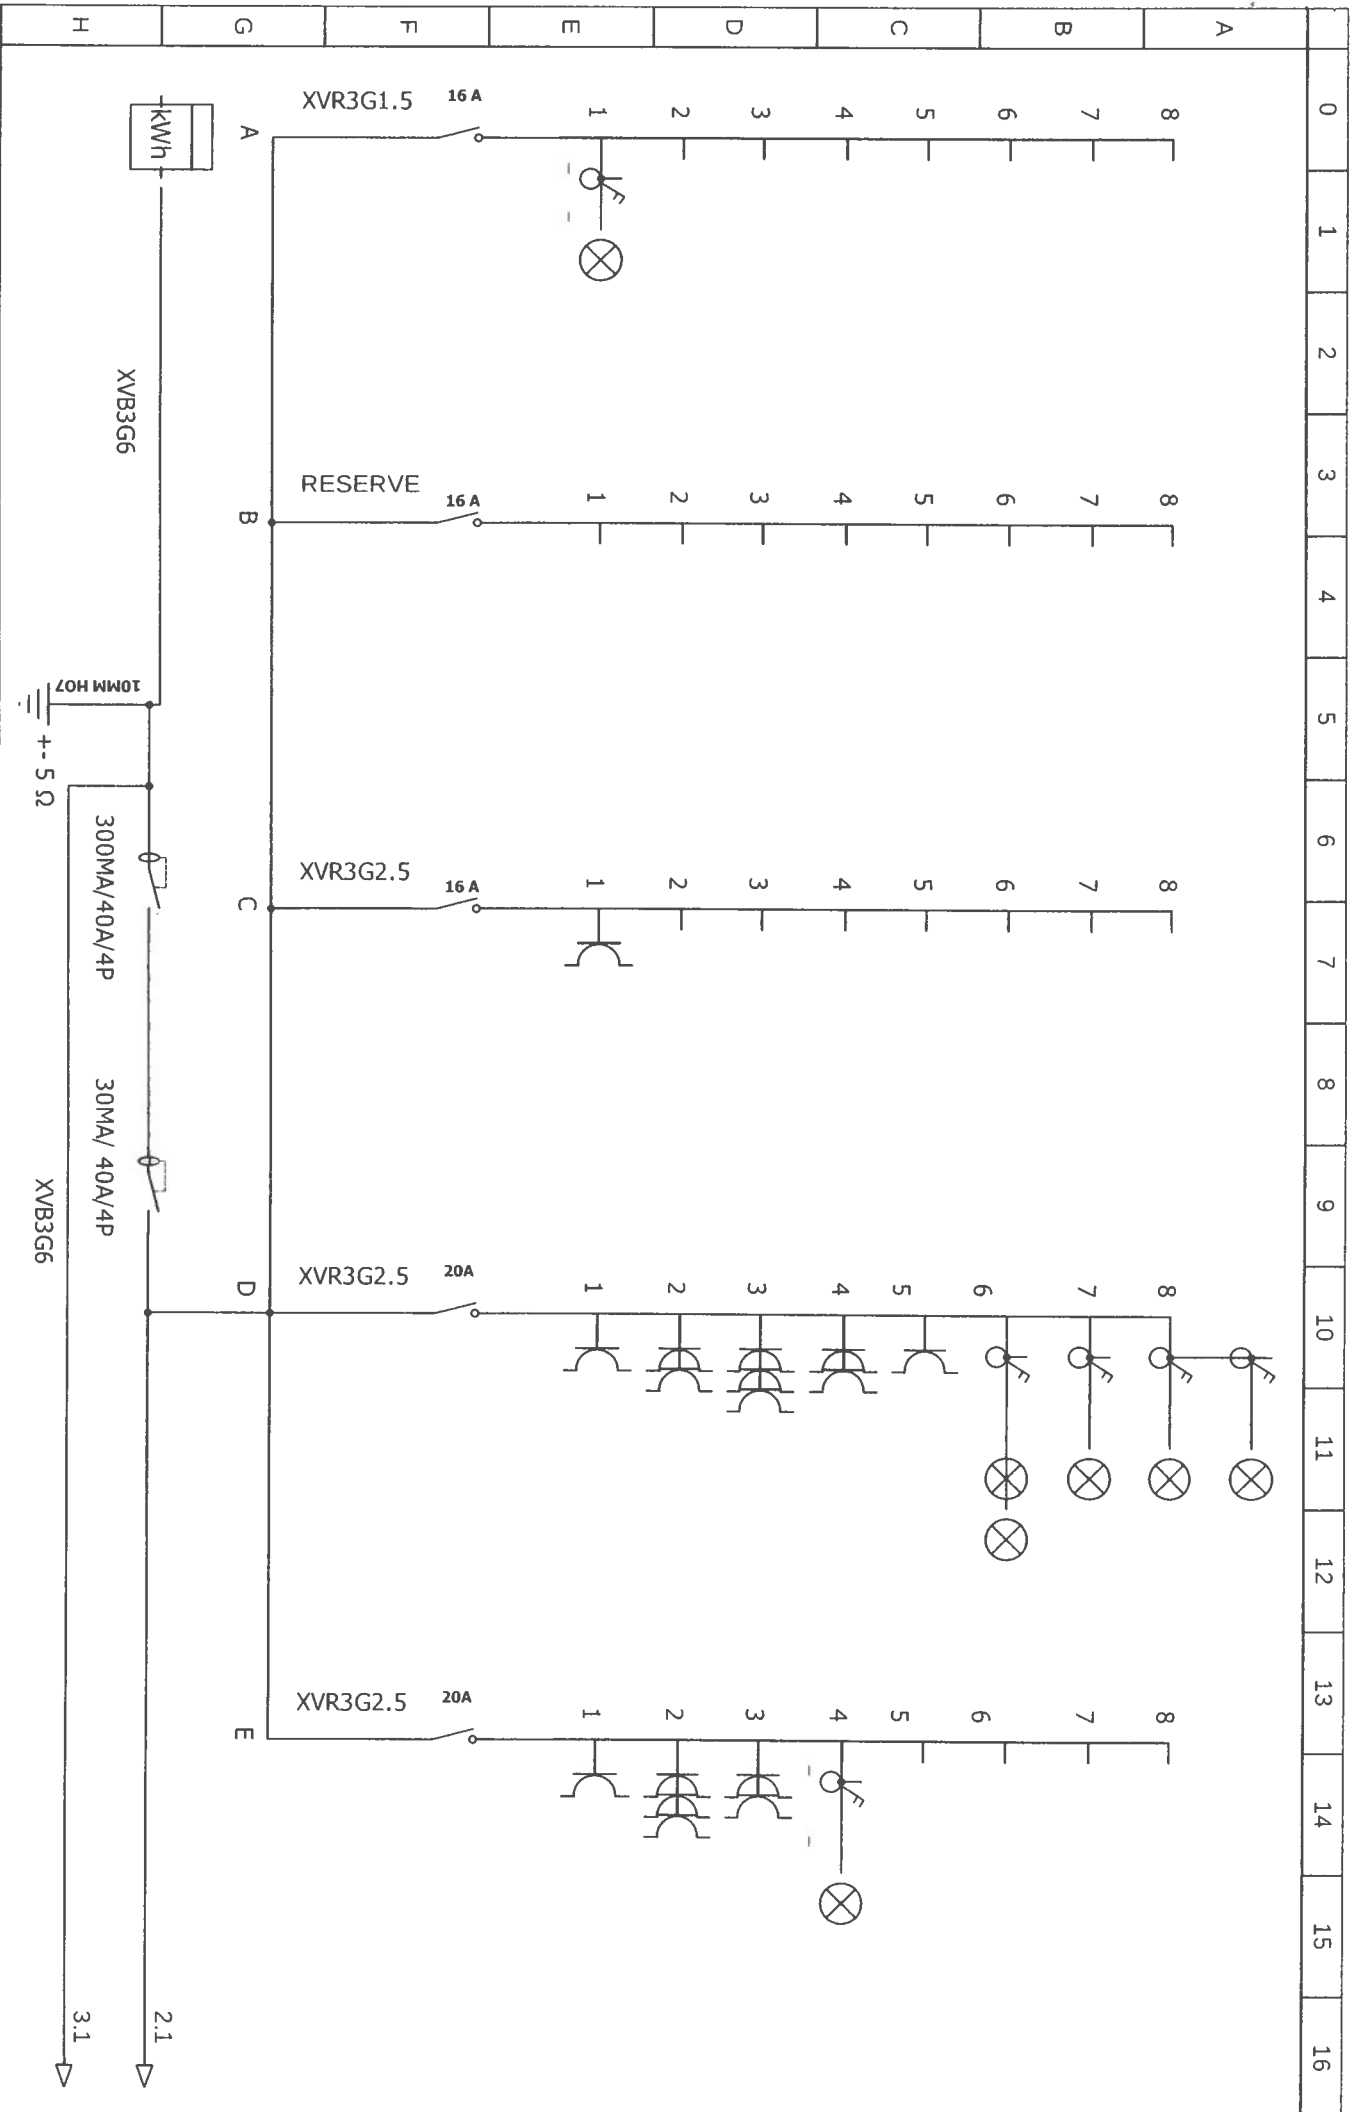 H G F E D C B A
0
1
2
3
4
5
6
7
8
9
10
11
12
13
14
15
16
kWh
XVB3G6
10MM HO7
+- 5 Ω
300MA/40A/4P
30MA/ 40A/4P
XVB3G6
2.1
3.1
A
XVR3G1.5 16 A
1 2 3 4 5 6 7 8
B
RESERVE 16 A
1 2 3 4 5 6 7 8
C
XVR3G2.5 16 A
1 2 3 4 5 6 7 8
D
XVR3G2.5 20A
1 2 3 4 5 6 7 8
E
XVR3G2.5 20A
1 2 3 4 5 6 7 8